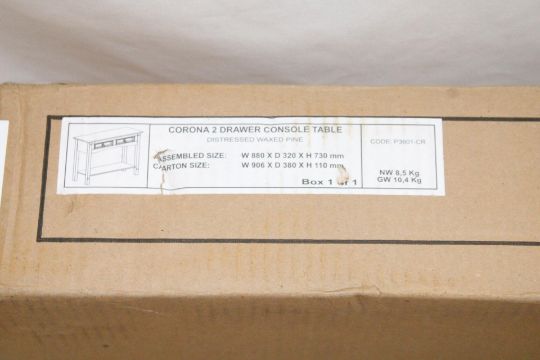 CORONA 2 DRAWER CONSOLE TABLE
DISTRESSED WAXED PINE
CODE: P3601-CR
ASSEMBLED SIZE: W 880 X D 320 X H 730 mm
CARTON SIZE: W 906 X D 380 X H 110 mm
NW 8,5 Kg
GW 10,4 Kg
Box 1 of 1